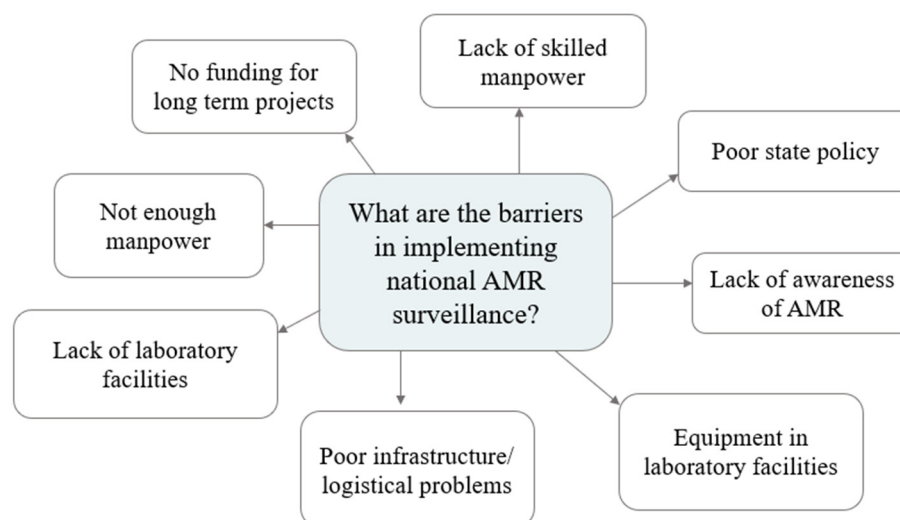 Lack of skilled
manpower
No funding for
long term projects
Poor state policy
Not enough
manpower
What are the barriers
in implementing
national AMR
surveillance?
Lack of awareness
of AMR
Lack of laboratory
facilities
Poor infrastructure/
logistical problems
Equipment in
laboratory facilities